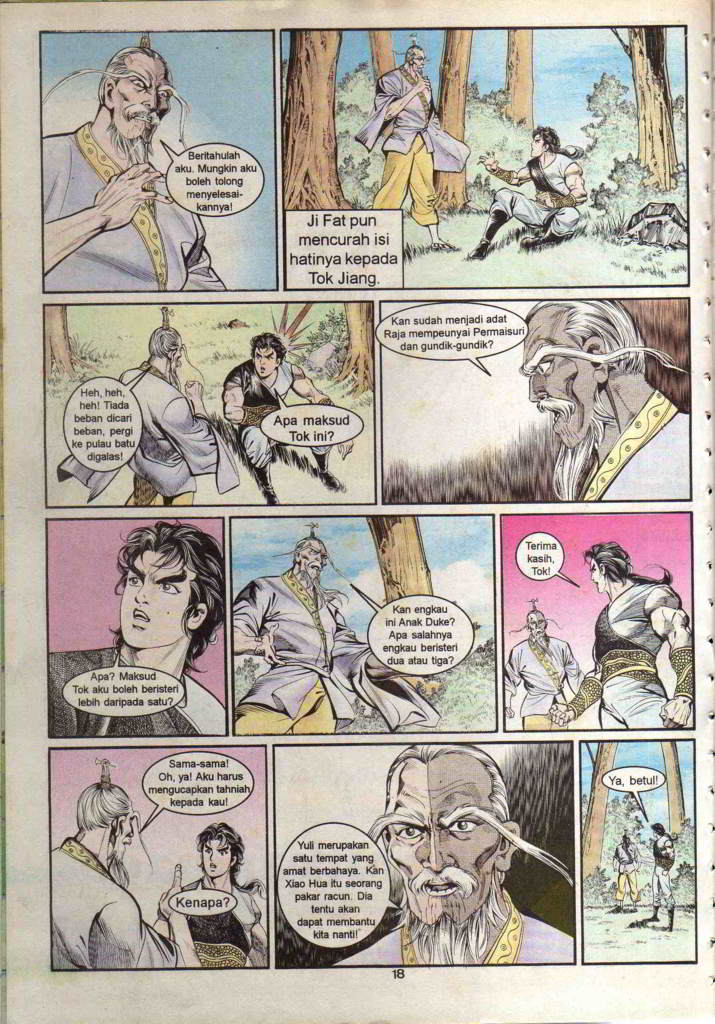 Beritahulah
aku. Mungkin aku
boleh tolong
menyelesai-
kannya!
Ji Fat pun
mencurah isi
hatinya kepada
Tok Jiang.
Heh, heh,
heh! Tiada
beban dicari
beban, pergi
ke pulau batu
digalas!
Apa maksud
Tok ini?
Kan sudah menjadi adat
Raja mempeunyai Permaisuri
dan gundik-gundik?
Apa? Maksud
Tok aku boleh beristeri
lebih daripada satu?
Kan engkau
ini Anak Duke?
Apa salahnya
engkau beristeri
dua atau tiga?
Terima
kasih,
Tok!
Sama-sama!
Oh, ya! Aku harus
mengucapkan tahniah
kepada kau!
Kenapa?
Yuli merupakan
satu tempat yang
amat berbahaya. Kan
Xiao Hua itu seorang
pakar racun. Dia
tentu akan
dapat membantu
kita nanti!
Ya, betul!
18